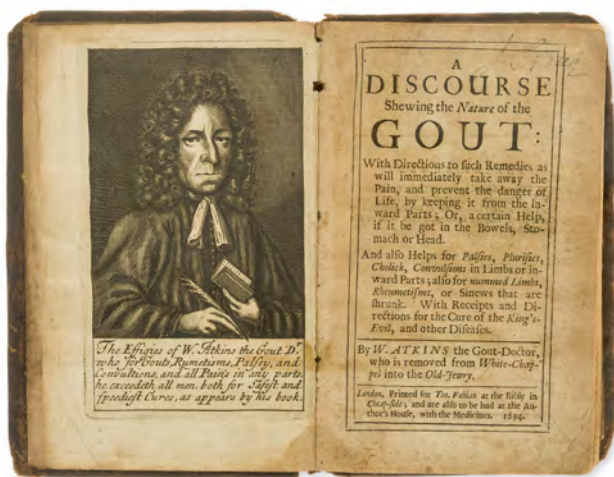 The Effigies of W. Atkins the Gout Dr.
who for Gouts, Rumetisms, Palsey, and
Convultions, and all Pains in any parts
he exceedeth all men both for Safest and
speediest Cures, as appears by his book.
A
DISCOURSE
Shewing the Nature of the
GOUT:
With Directions to such Remedies as
will immediately take away the
Pain, and prevent the danger of
Life, by keeping it from the in-
ward Parts; Or, a certain Help,
if it be got in the Bowels, Sto-
mach or Head.
And also Helps for Palsies, Plurisies,
Cholick, Convulsions in Limbs or in-
ward Parts; also for nummed Limbs,
Rheumetisms, or Sinews that are
shrunk. With Receipts and Di-
rections for the Cure of the King's-
Evil, and other Diseases.
By W. ATKINS the Gout-Doctor,
who is removed from White-Chap-
pel into the Old-Jewry.
London, Printed for Tho. Fabian at the Bible in
Cheap-side; and are also to be had at the Au-
thor's House, with the Medicines. 1694.